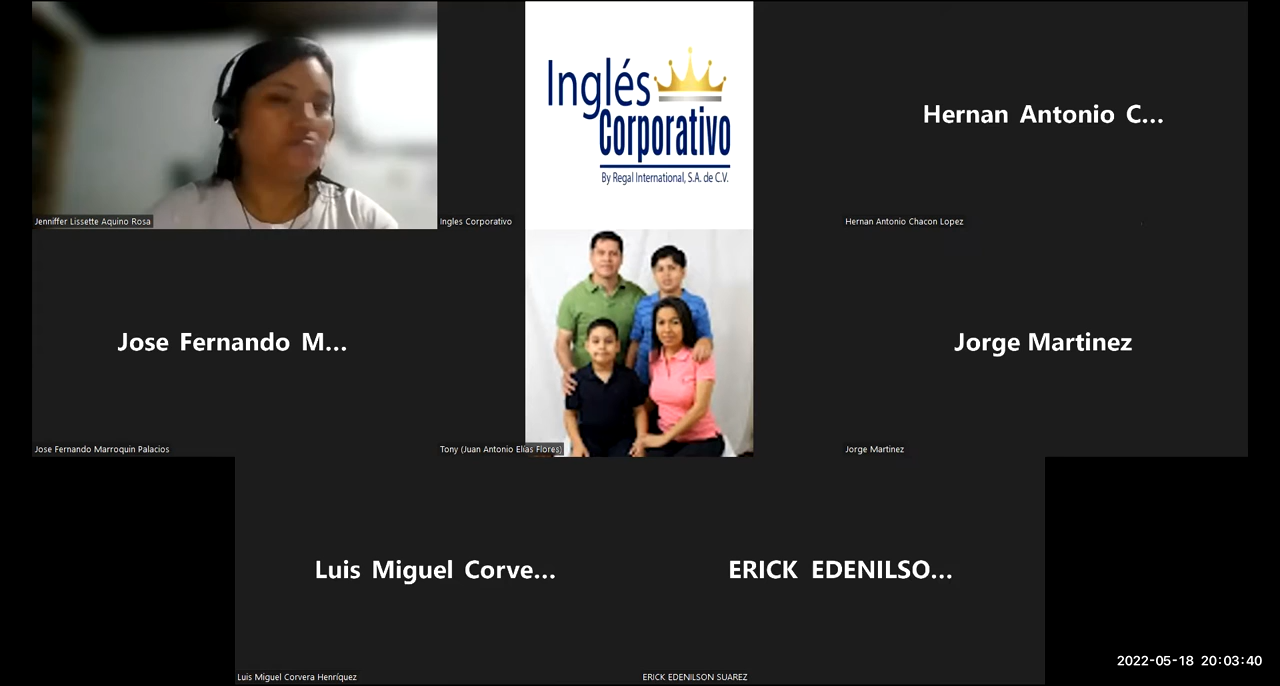 Inglés
Corporativo
By Regal International, S.A. de C.V.
Hernan Antonio C...
Jenniffer Lissette Aquino Rosa
Ingles Corporativo
Hernan Antonio Chacon Lopez
Jose Fernando M...
Jorge Martinez
Jose Fernando Marroquin Palacios
Tony (Juan Antonio Elías Flores)
Jorge Martinez
Luis Miguel Corve...
ERICK EDENILSO...
2022-05-18 20:03:40
Luis Miguel Corvera Henríquez
ERICK EDENILSON SUAREZ